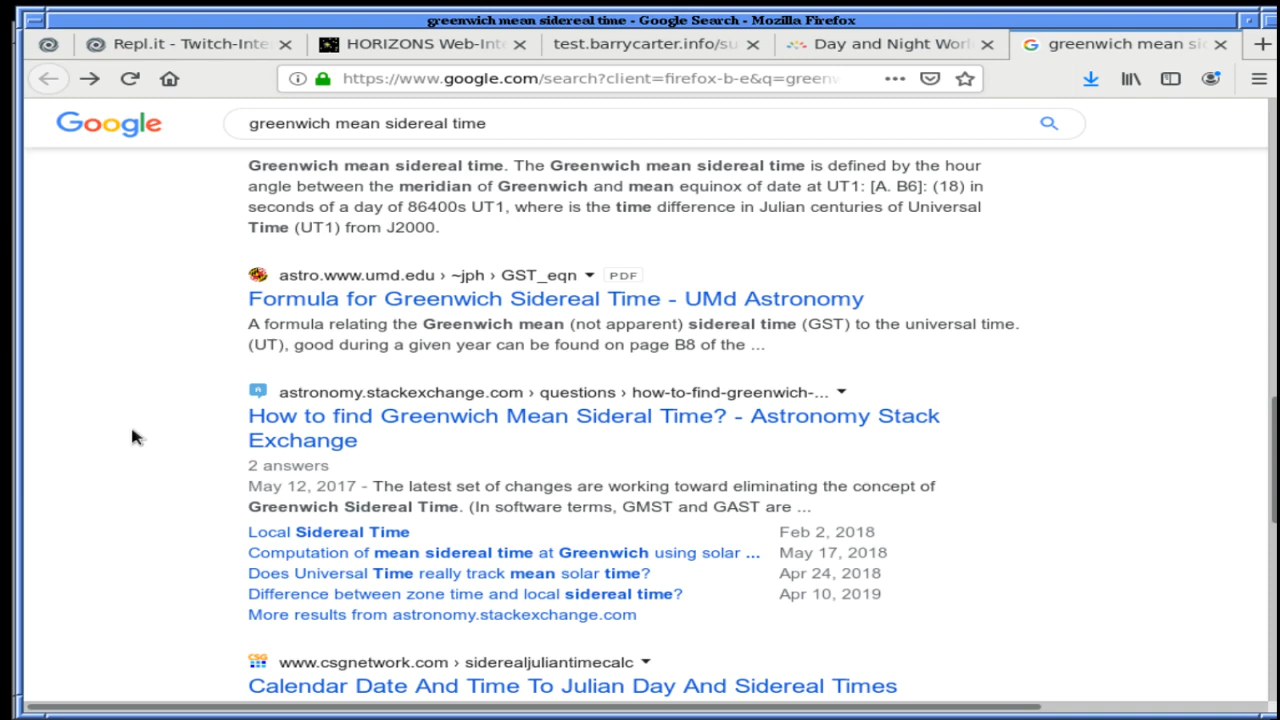 greenwich mean sidereal time - Google Search - Mozilla Firefox
Repl.it - Twitch-Inte
HORIZONS Web-Int
test.barrycarter.info/su
Day and Night Worl
greenwich mean si
https://www.google.com/search?client=firefox-b-e&q=greenw
Google
greenwich mean sidereal time
Greenwich mean sidereal time. The Greenwich mean sidereal time is defined by the hour
angle between the meridian of Greenwich and mean equinox of date at UT1: [A. B6]: (18) in
seconds of a day of 86400s UT1, where is the time difference in Julian centuries of Universal
Time (UT1) from J2000.
astro.www.umd.edu › ~jph › GST_eqn PDF
Formula for Greenwich Sidereal Time - UMd Astronomy
A formula relating the Greenwich mean (not apparent) sidereal time (GST) to the universal time.
(UT), good during a given year can be found on page B8 of the ...
astronomy.stackexchange.com › questions › how-to-find-greenwich-...
How to find Greenwich Mean Sideral Time? - Astronomy Stack
Exchange
2 answers
May 12, 2017 - The latest set of changes are working toward eliminating the concept of
Greenwich Sidereal Time. (In software terms, GMST and GAST are ...
Local Sidereal Time Feb 2, 2018
Computation of mean sidereal time at Greenwich using solar ... May 17, 2018
Does Universal Time really track mean solar time? Apr 24, 2018
Difference between zone time and local sidereal time? Apr 10, 2019
More results from astronomy.stackexchange.com
CSG
www.csgnetwork.com › siderealjuliantimecalc
Calendar Date And Time To Julian Day And Sidereal Times